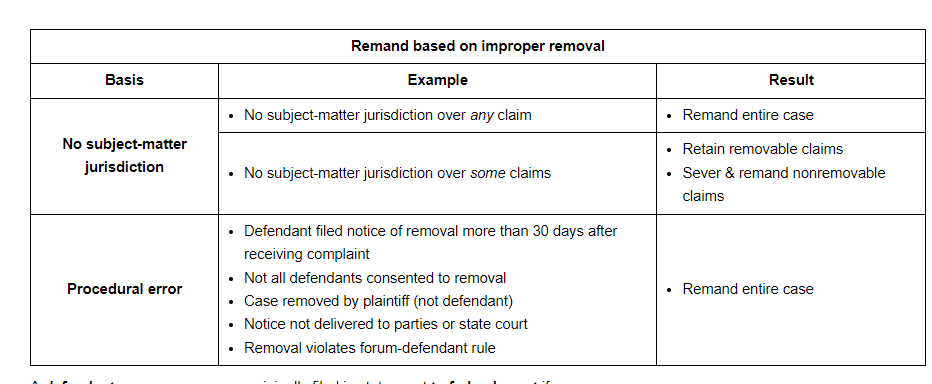 Remand based on improper removal
Basis Example Result
No subject-matter jurisdiction
• No subject-matter jurisdiction over any claim
• Remand entire case
• No subject-matter jurisdiction over some claims
• Retain removable claims
• Sever & remand nonremovable
claims
Procedural error
• Defendant filed notice of removal more than 30 days after
receiving complaint
• Not all defendants consented to removal
• Case removed by plaintiff (not defendant)
• Notice not delivered to parties or state court
• Removal violates forum-defendant rule
• Remand entire case